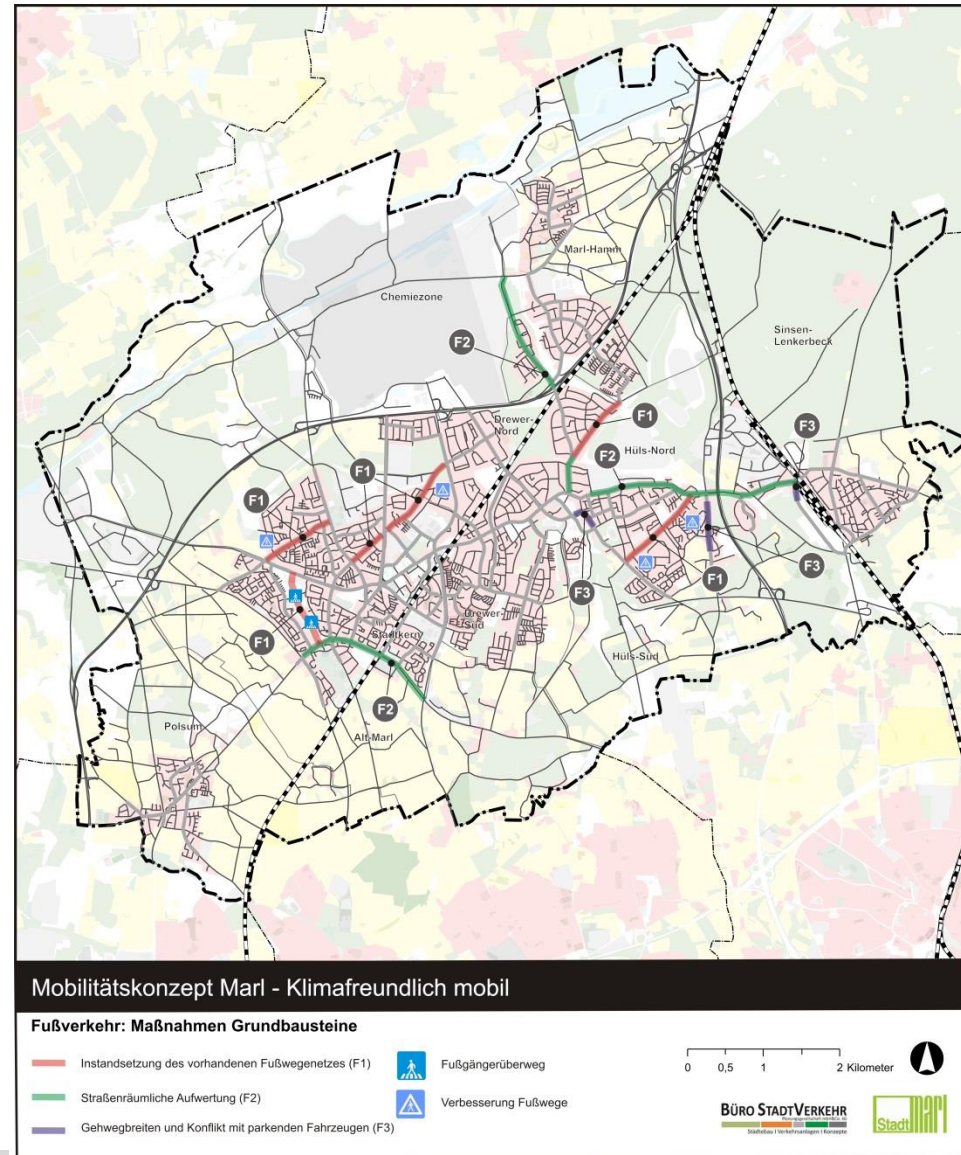 Marl-Hamm
Chemiezone
Sinsen-
Lenkerbeck
F2
Drewer-
Nord
F1
F3
Hüls-Nord
F2
F1
F1
F3
F1
F3
Drewer-
Süd
Stadtkern
F1
Hüls-Süd
F2
Polsum
Alt-Marl
Mobilitätskonzept Marl - Klimafreundlich mobil
Fußverkehr: Maßnahmen Grundbausteine
Instandsetzung des vorhandenen Fußwegenetzes (F1)
Straßenräumliche Aufwertung (F2)
Gehwegbreiten und Konflikt mit parkenden Fahrzeugen (F3)
Fußgängerüberweg
Verbesserung Fußwege
0 0,5 1 2 Kilometer
BÜRO STADTVERKEHR
Städtebau I Verkehrsanlagen I Konzepte
Stadt marl